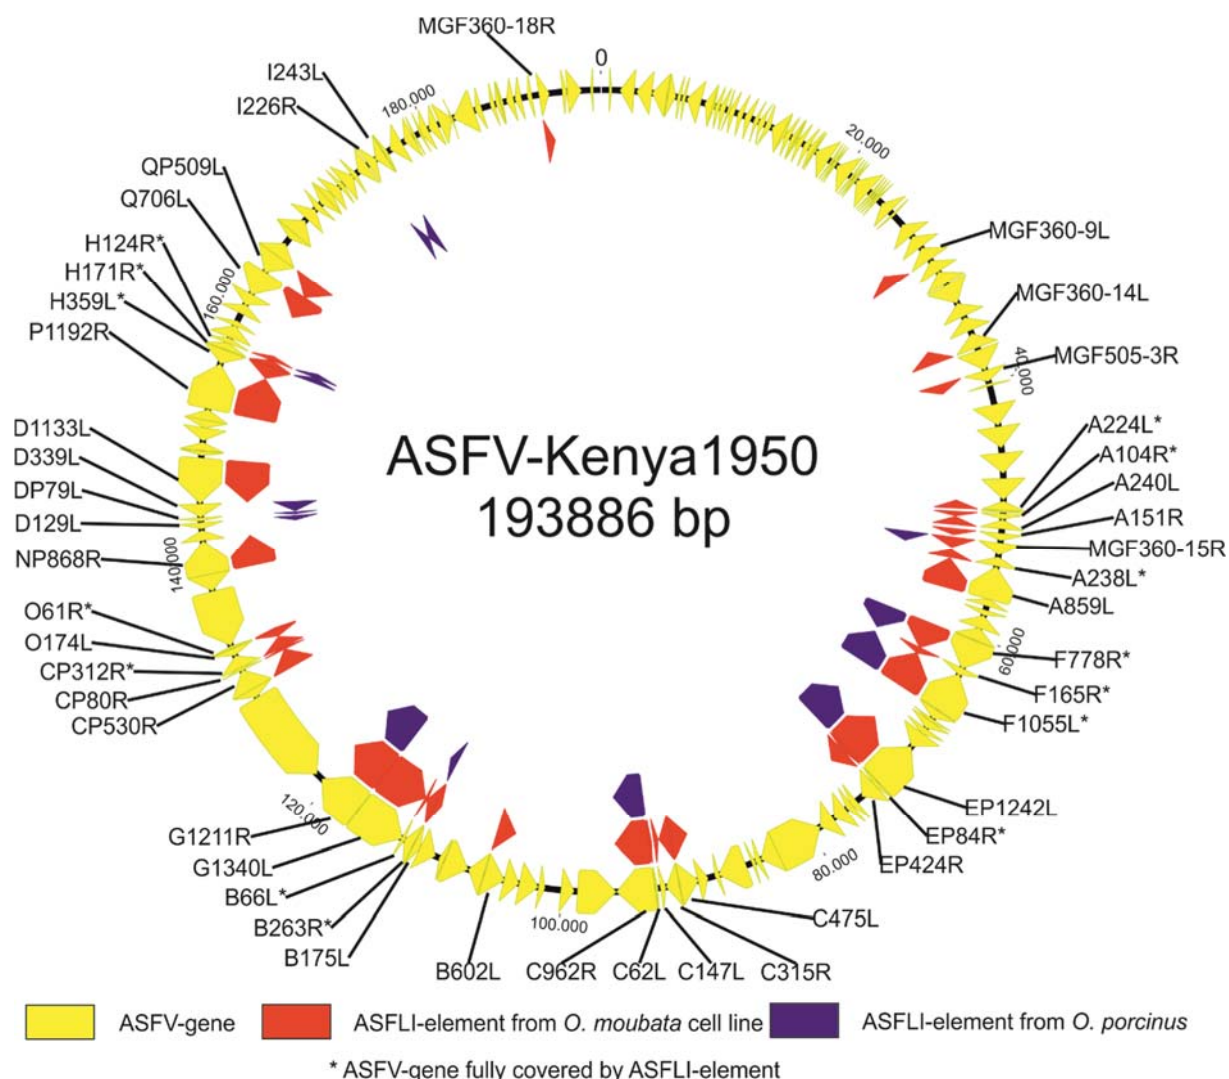 MGF360-18R
0
I243L
180.000
I226R
20.000
QP509L
Q706L
MGF360-9L
H124R*
H171R*
160.000
H359L*
MGF360-14L
P1192R
MGF505-3R
40.000
ASFV-Kenya1950
193886 bp
A224L*
A104R*
A240L
A151R
MGF360-15R
A238L*
A859L
D1133L
D339L
DP79L
D129L
140.000
NP868R
O61R*
O174L
CP312R*
CP80R
CP530R
60.000
F778R*
F165R*
F1055L*
EP1242L
EP84R*
EP424R
80.000
120.000
G1211R
G1340L
B66L*
B263R*
B175L
100.000
B602L
C962R
C62L
C147L
C315R
C475L
ASFV-gene
ASFLI-element from O. moubata cell line
ASFLI-element from O. porcinus
* ASFV-gene fully covered by ASFLI-element